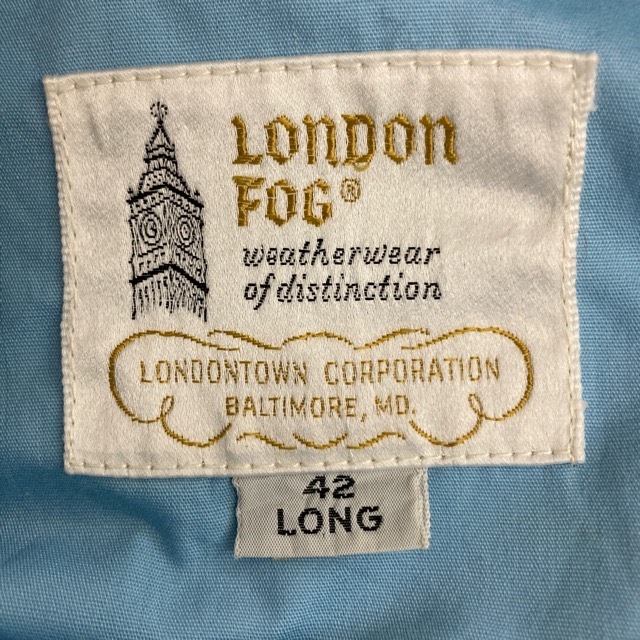 LONDON
FOG®
weatherwear
of distinction
LONDONTOWN CORPORATION
BALTIMORE, MD.
42
LONG